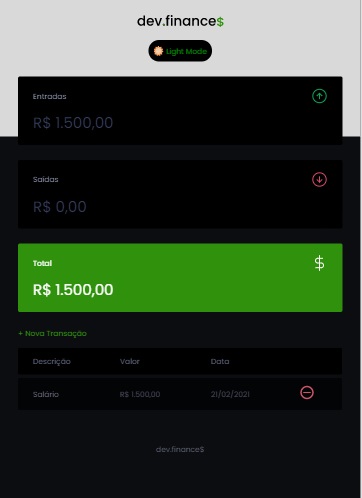 dev.finance$
Light Mode
Entradas
R$ 1.500,00
Saídas
R$ 0,00
Total
$
R$ 1.500,00
+ Nova Transação
Descrição Valor Data
Salário R$ 1.500,00 21/02/2021
dev.finance$